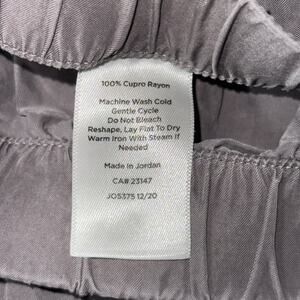 100% Cupro Rayon
Machine Wash Cold
Gentle Cycle
Do Not Bleach
Reshape, Lay Flat To Dry
Warm Iron With Steam If
Needed
Made in Jordan
CA# 23147
JO5375 12/20